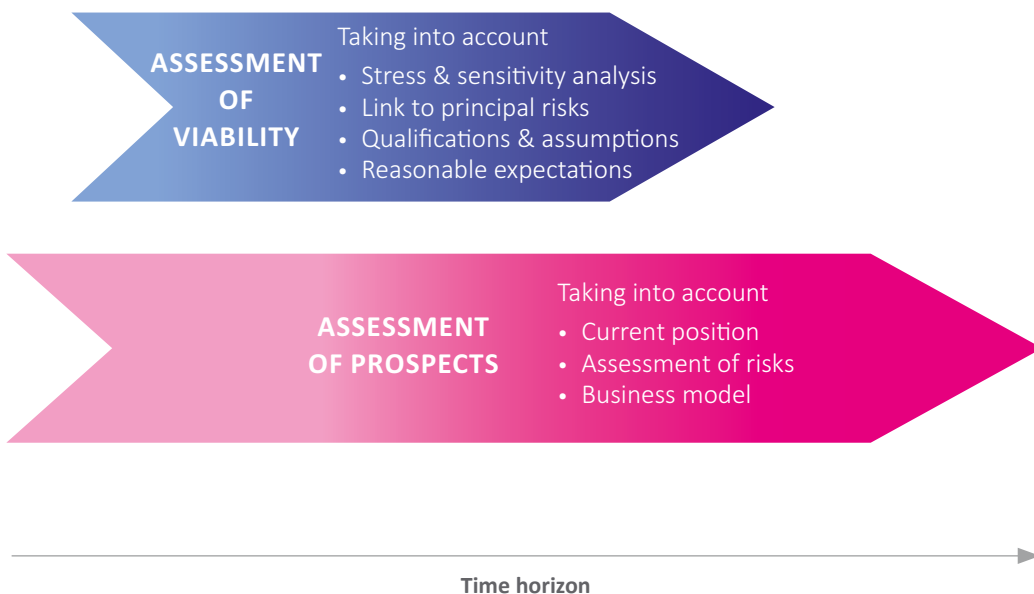 ASSESSMENT
OF
VIABILITY
Taking into account
• Stress & sensitivity analysis
• Link to principal risks
• Qualifications & assumptions
• Reasonable expectations
ASSESSMENT
OF PROSPECTS
Taking into account
• Current position
• Assessment of risks
• Business model
Time horizon